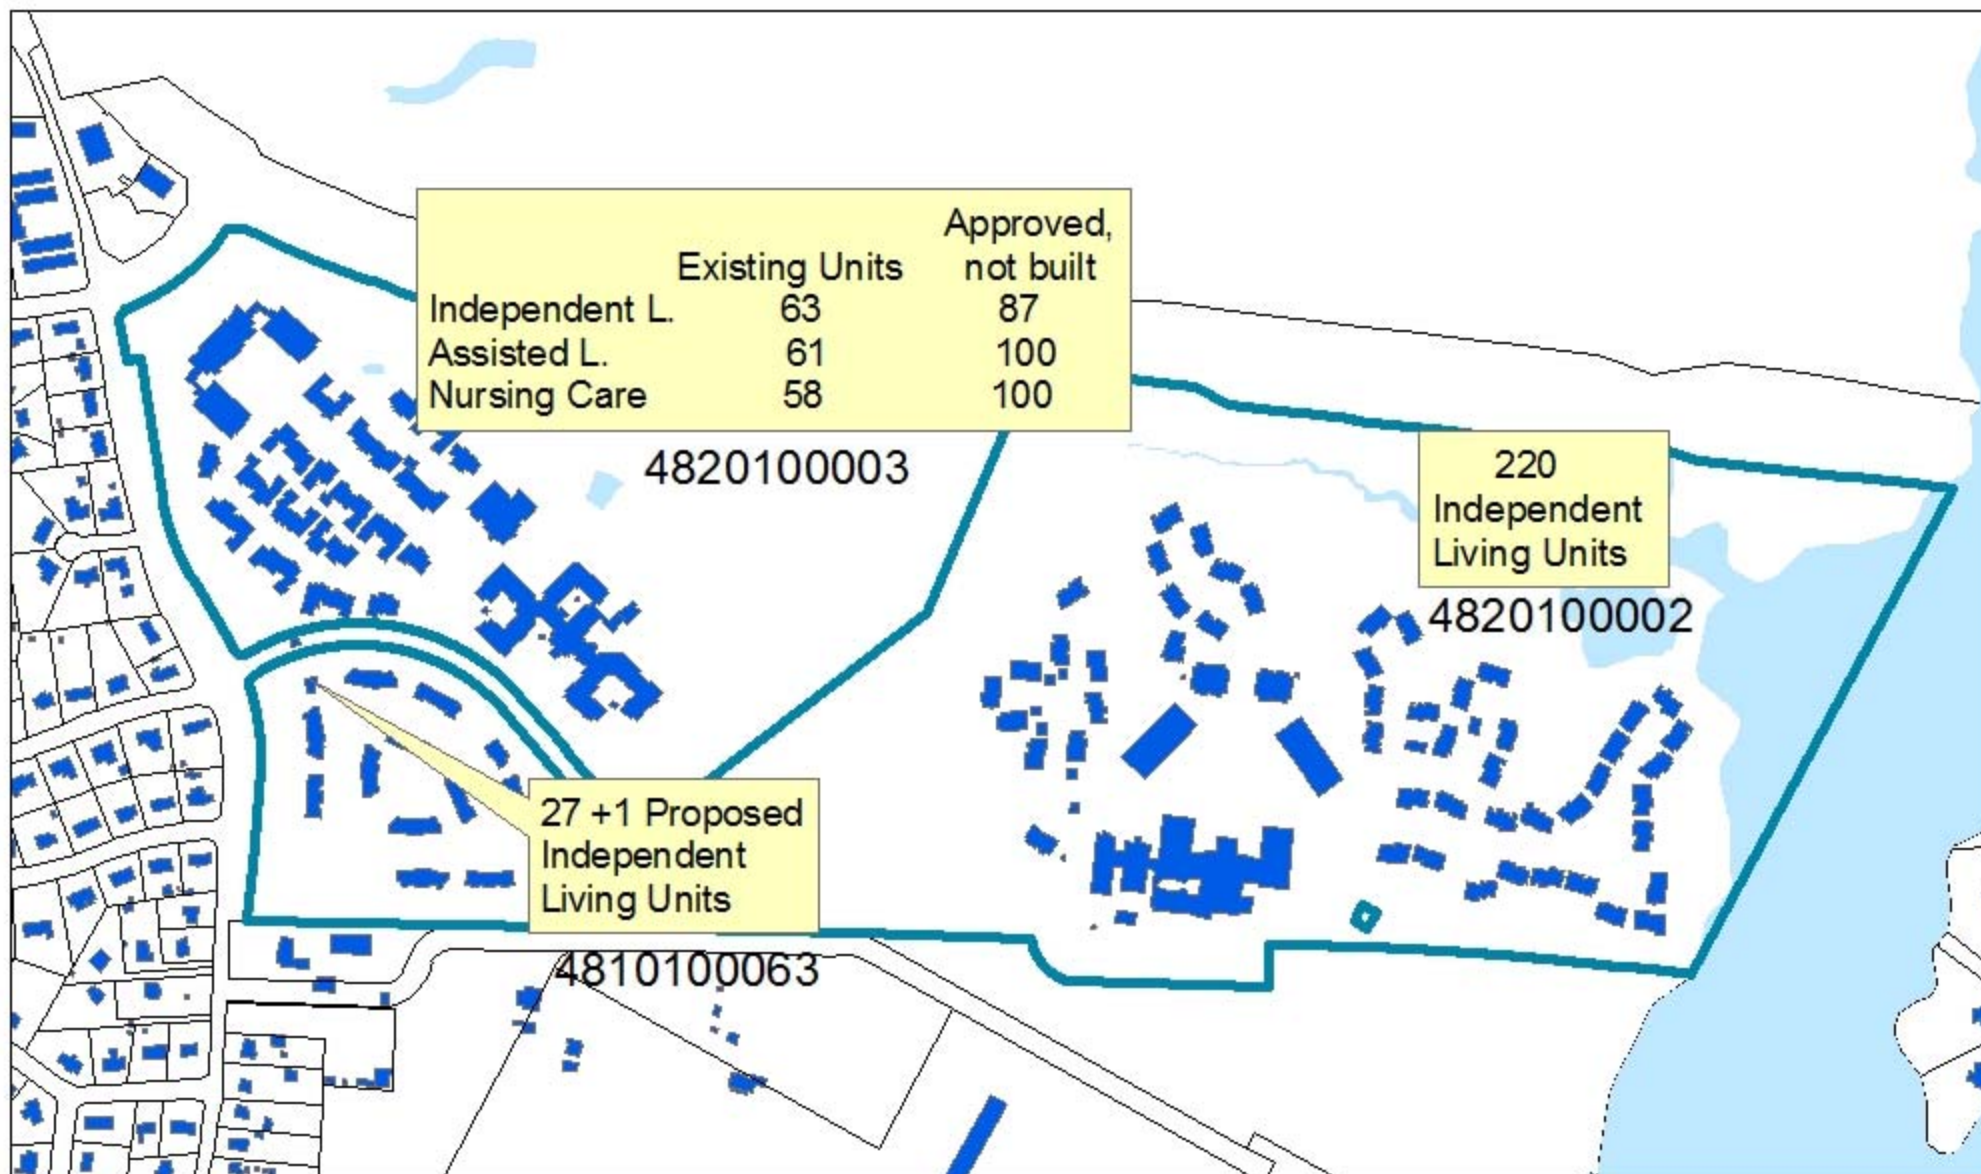 Approved,
Existing Units not built
Independent L. 63 87
Assisted L. 61 100
Nursing Care 58 100
4820100003
220
Independent
Living Units
4820100002
27 +1 Proposed
Independent
Living Units
4810100063